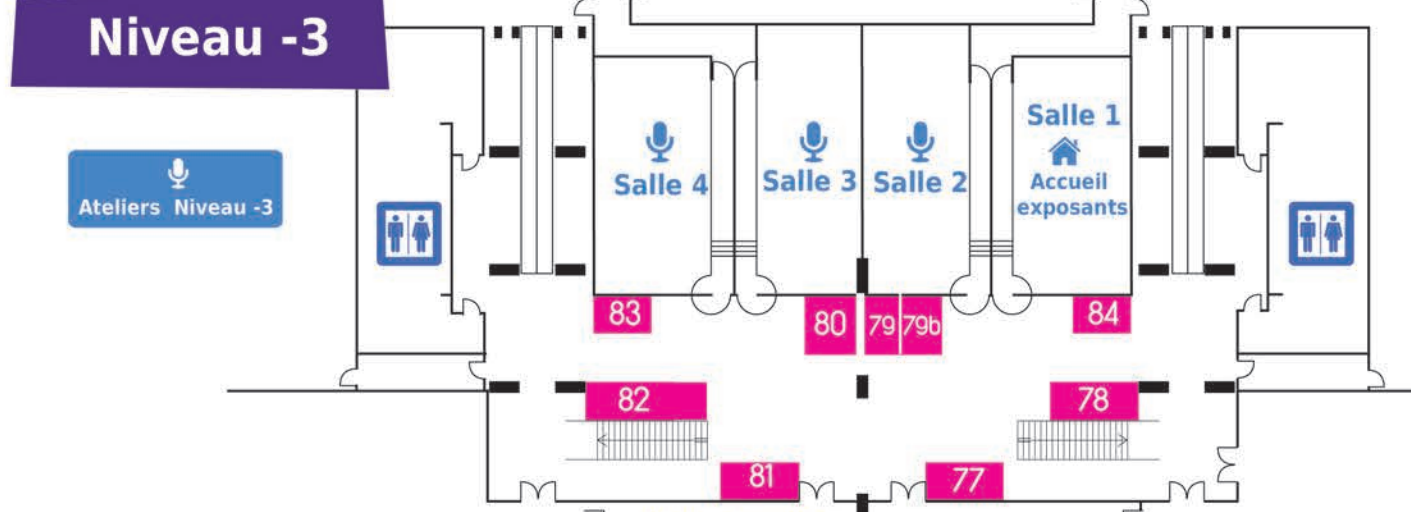 Niveau -3
Ateliers Niveau -3
Salle 4
Salle 3
Salle 2
Salle 1
Accueil
exposants
83
80
79
79b
84
82
78
81
77